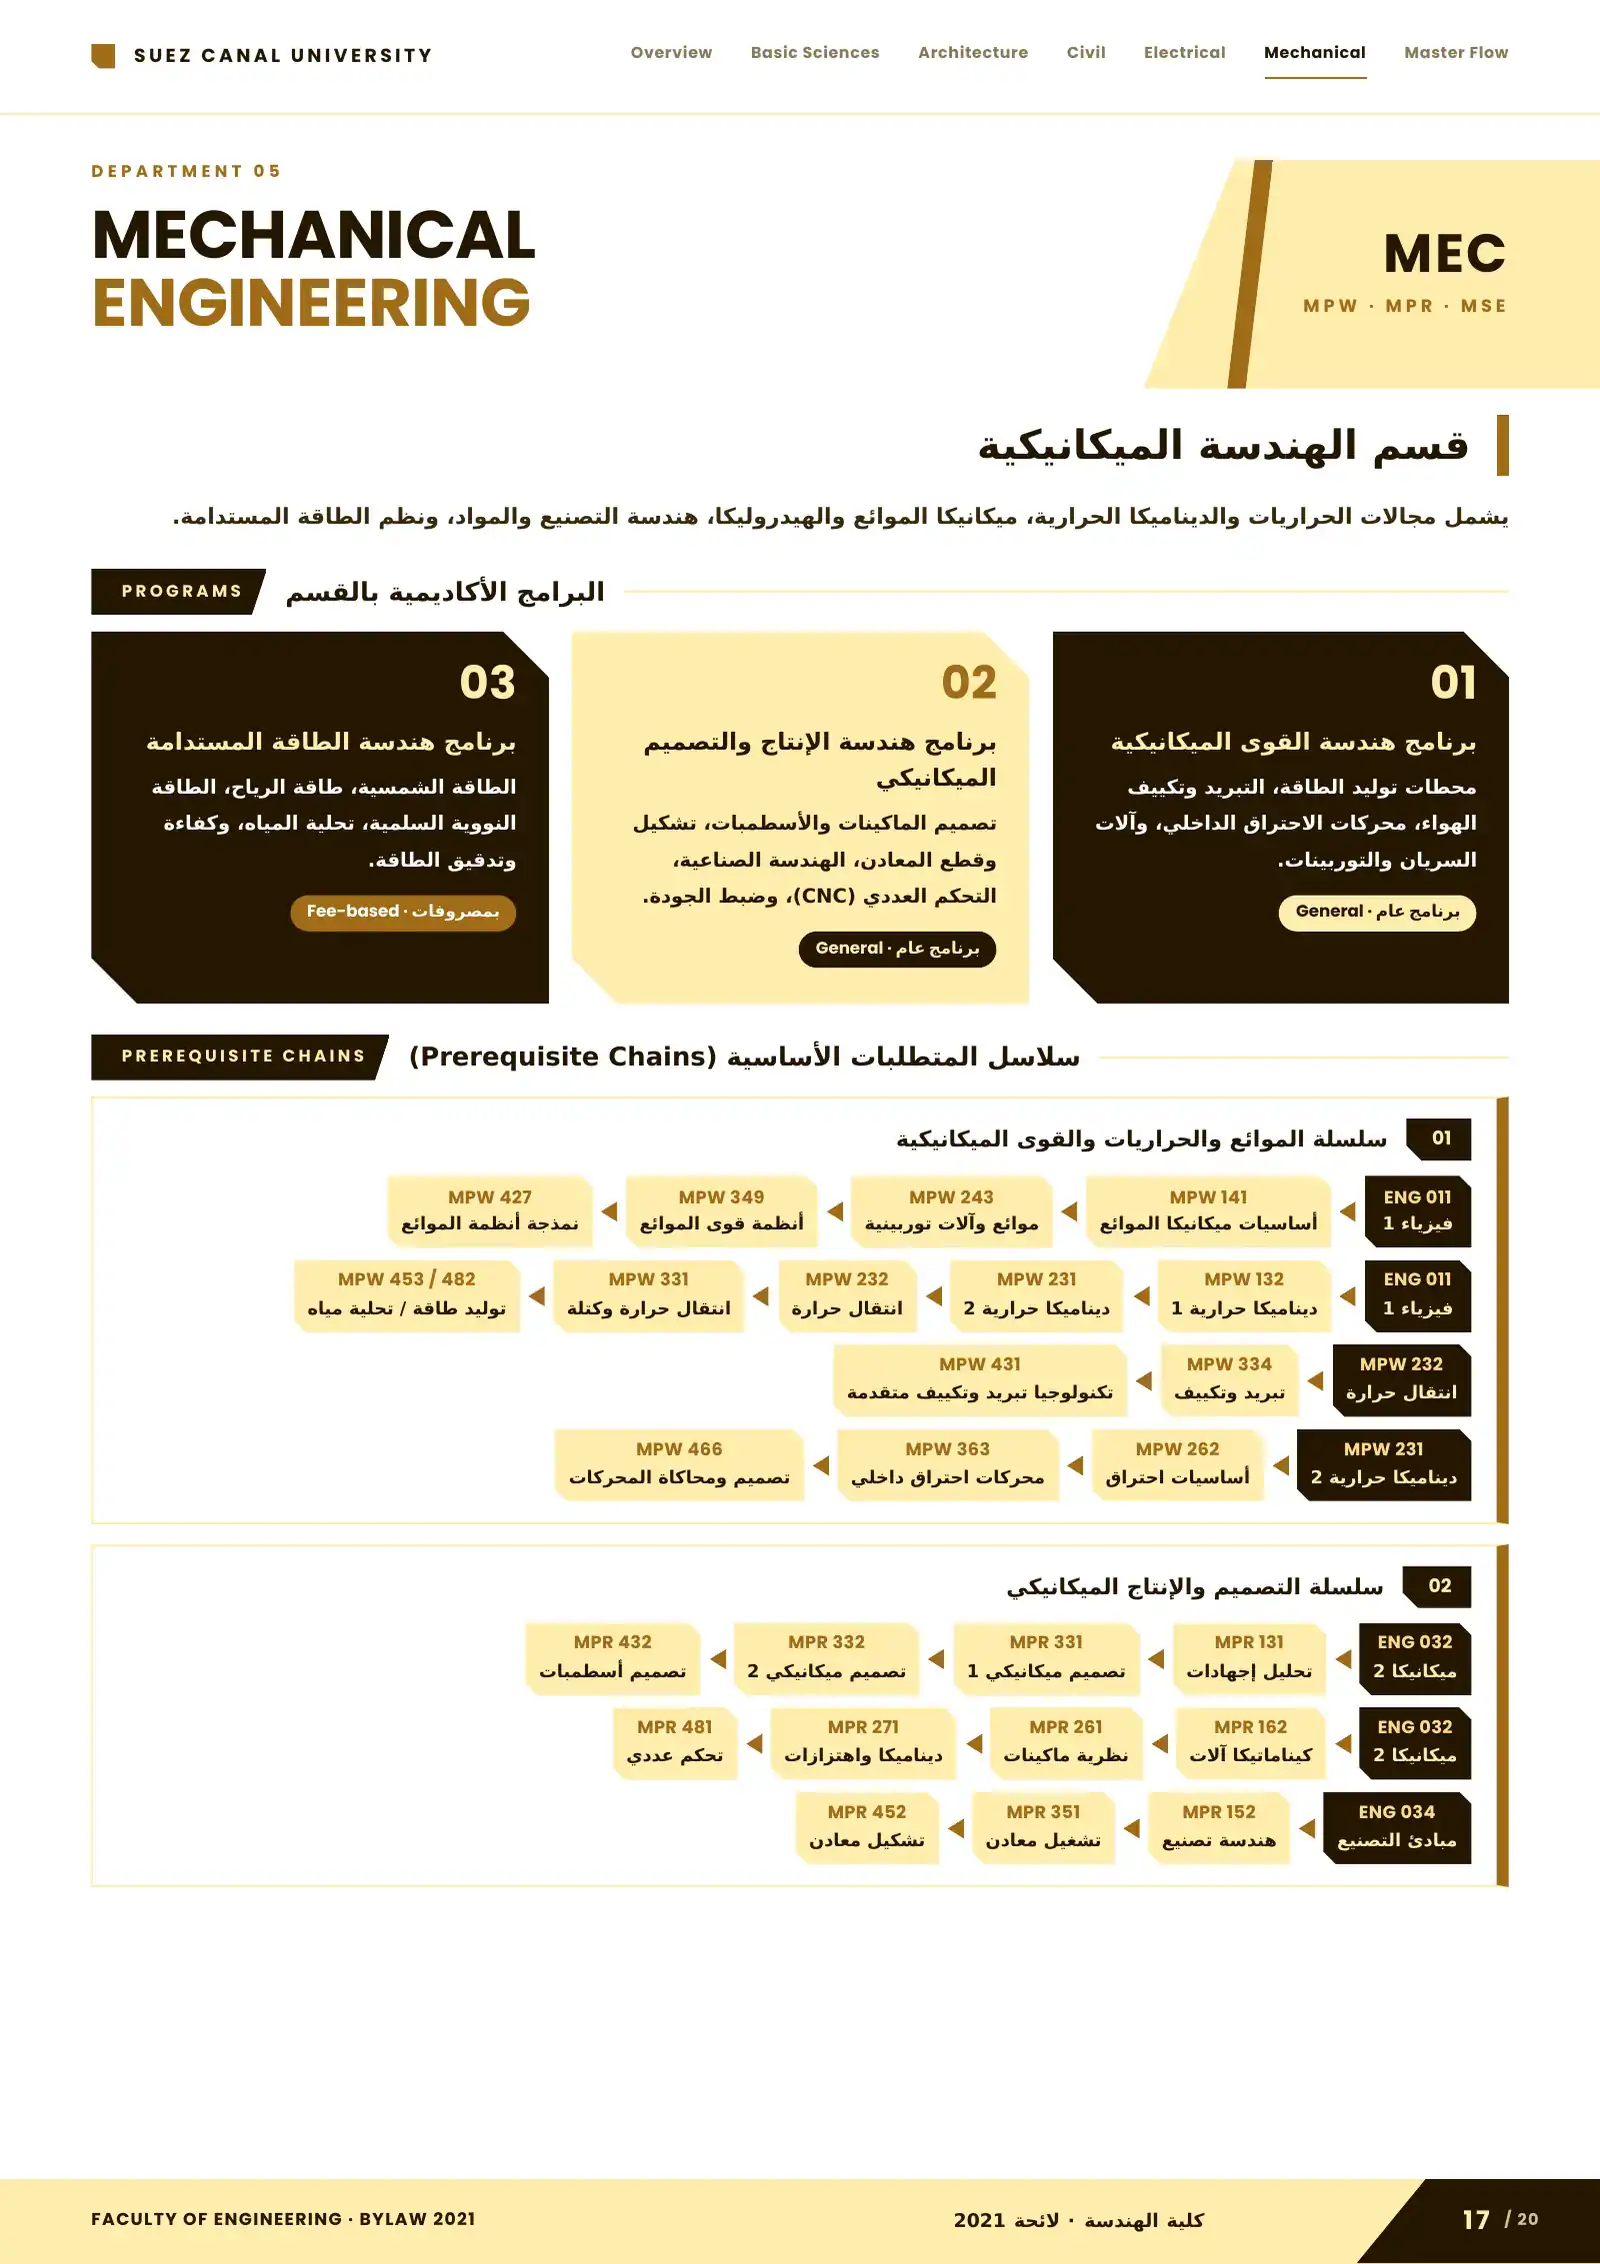 SUEZ CANAL UNIVERSITY
Overview Basic Sciences Architecture Civil Electrical Mechanical Master Flow
DEPARTMENT 05
MECHANICAL
ENGINEERING
MEC
MPW · MPR · MSE
قسم الهندسة الميكانيكية
يشمل مجالات الحراريات والديناميكا الحرارية، ميكانيكا الموائع والهيدروليكا، هندسة التصنيع والمواد، ونظم الطاقة المستدامة.
PROGRAMS
البرامج الأكاديمية بالقسم
01
برنامج هندسة القوى الميكانيكية
محطات توليد الطاقة، التبريد وتكييف
الهواء، محركات الاحتراق الداخلي، وآلات
السريان والتوربينات.
برنامج عام · General
02
برنامج هندسة الإنتاج والتصميم
الميكانيكي
تصميم الماكينات والأسطمبات، تشكيل
وقطع المعادن، الهندسة الصناعية،
التحكم العددي (CNC)، وضبط الجودة.
برنامج عام · General
03
برنامج هندسة الطاقة المستدامة
الطاقة الشمسية، طاقة الرياح، الطاقة
النووية السلمية، تحلية المياه، وكفاءة
وتدقيق الطاقة.
بمصروفات · Fee-based
PREREQUISITE CHAINS
سلاسل المتطلبات الأساسية (Prerequisite Chains)
01
سلسلة الموائع والحراريات والقوى الميكانيكية
ENG 011
فيزياء 1
MPW 141
أساسيات ميكانيكا الموائع
MPW 243
موائع وآلات توربينية
MPW 349
أنظمة قوى الموائع
MPW 427
نمذجة أنظمة الموائع
ENG 011
فيزياء 1
MPW 132
ديناميكا حرارية 1
MPW 231
ديناميكا حرارية 2
MPW 232
انتقال حرارة
MPW 331
انتقال حرارة وكتلة
MPW 453 / 482
توليد طاقة / تحلية مياه
MPW 232
انتقال حرارة
MPW 334
تبريد وتكييف
MPW 431
تكنولوجيا تبريد وتكييف متقدمة
MPW 231
ديناميكا حرارية 2
MPW 262
أساسيات احتراق
MPW 363
محركات احتراق داخلي
MPW 466
تصميم ومحاكاة المحركات
02
سلسلة التصميم والإنتاج الميكانيكي
ENG 032
ميكانيكا 2
MPR 131
تحليل إجهادات
MPR 331
تصميم ميكانيكي 1
MPR 332
تصميم ميكانيكي 2
MPR 432
تصميم أسطمبات
ENG 032
ميكانيكا 2
MPR 162
كيناماتيكا آلات
MPR 261
نظرية ماكينات
MPR 271
ديناميكا واهتزازات
MPR 481
تحكم عددي
ENG 034
مبادئ التصنيع
MPR 152
هندسة تصنيع
MPR 351
تشغيل معادن
MPR 452
تشكيل معادن
FACULTY OF ENGINEERING · BYLAW 2021
كلية الهندسة · لائحة 2021
17 / 20